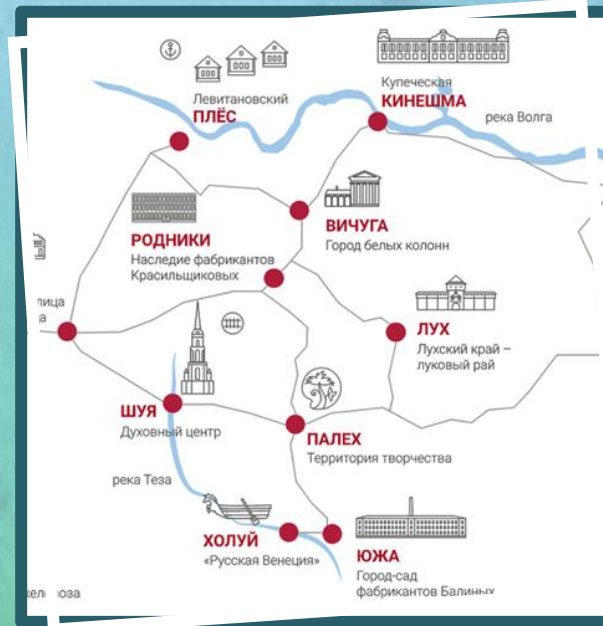 Левитановский
ПЛЁС
Купеческая
КИНЕШМА
река Волга
РОДНИКИ
Наследие фабрикантов
Красильщиковых
ВИЧУГА
Город белых колонн
ЛУХ
Лухский край –
луковый рай
ШУЯ
Духовный центр
ПАЛЕХ
Территория творчества
река Теза
ХОЛУЙ
«Русская Венеция»
ЮЖА
Город-сад
фабрикантов Балиных